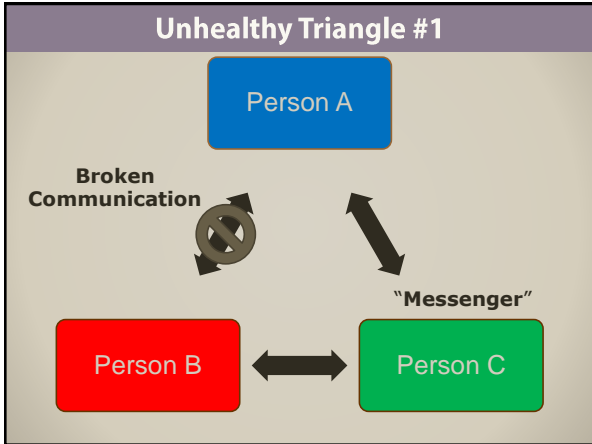 Unhealthy Triangle #1
Person A
Broken
Communication
“Messenger”
Person B
Person C